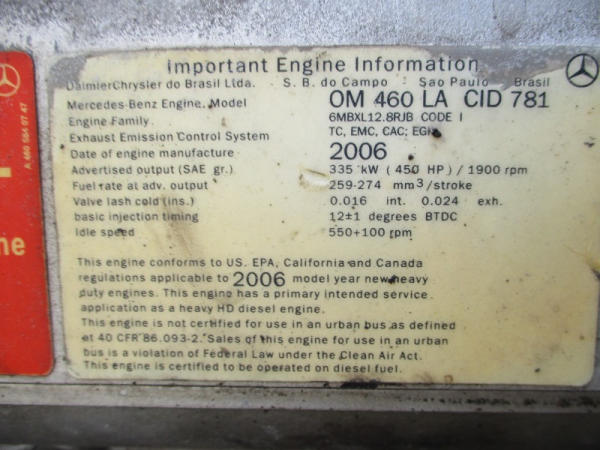 Important Engine Information
DaimlerChrysler do Brasil Ltda. S. B. do Campo Sao Paulo Brasil
Mercedes-Benz Engine, Model OM 460 LA CID 781
Engine Family 6MBXL12.8RJB CODE I
Exhaust Emission Control System TC, EMC, CAC; EGR
Date of engine manufacture 2006
Advertised output (SAE gr.) 335 kW ( 450 HP) / 1900 rpm
Fuel rate at adv. output 259-274 mm3/stroke
Valve lash cold (ins.) 0.016 int. 0.024 exh.
basic injection timing 12±1 degrees BTDC
Idle speed 550+100 rpm
This engine conforms to US. EPA, California and Canada
regulations applicable to 2006 model year new heavy
duty engines. This engine has a primary intended service
application as a heavy HD diesel engine.
This engine is not certified for use in an urban bus as defined
at 40 CFR 86.093-2. Sales of this engine for use in an urban
bus is a violation of Federal Law under the Clean Air Act.
This engine is certified to be operated on diesel fuel.
ne